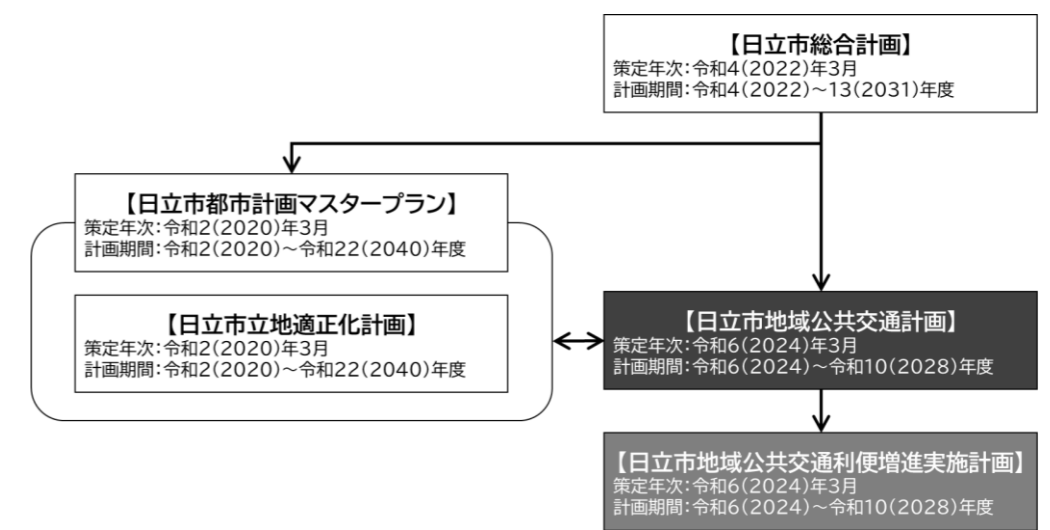 【日立市総合計画】
策定年次：令和4(2022)年3月
計画期間：令和4(2022)～13(2031)年度
【日立市都市計画マスタープラン】
策定年次：令和2(2020)年3月
計画期間：令和2(2020)～令和22(2040)年度
【日立市立地適正化計画】
策定年次：令和2(2020)年3月
計画期間：令和2(2020)～令和22(2040)年度
【日立市地域公共交通計画】
策定年次：令和6(2024)年3月
計画期間：令和6(2024)～令和10(2028)年度
【日立市地域公共交通利便増進実施計画】
策定年次：令和6(2024)年3月
計画期間：令和6(2024)～令和10(2028)年度